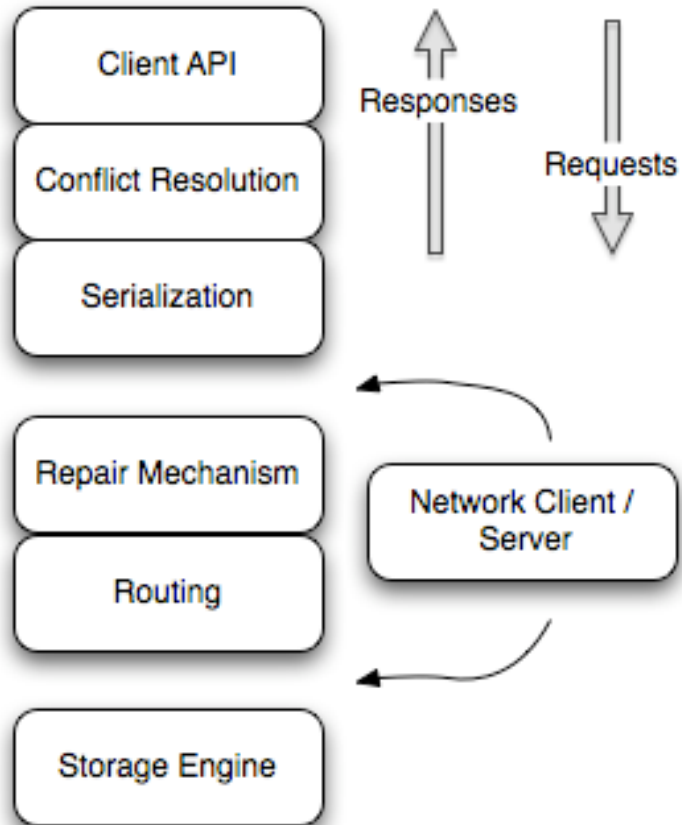 Client API
Responses
Conflict Resolution
Requests
Serialization
Repair Mechanism
Network Client /
Server
Routing
Storage Engine